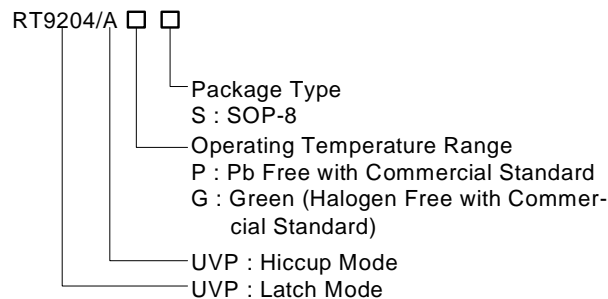 RT9204/A □ □
Package Type
S : SOP-8
Operating Temperature Range
P : Pb Free with Commercial Standard
G : Green (Halogen Free with Commer-
cial Standard)
UVP : Hiccup Mode
UVP : Latch Mode